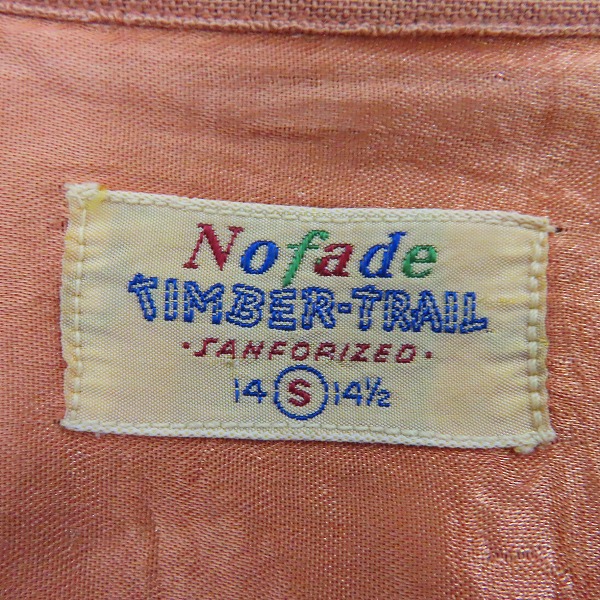 Nofade
TIMBER-TRAIL
·SANFORIZED·
14 S 14½